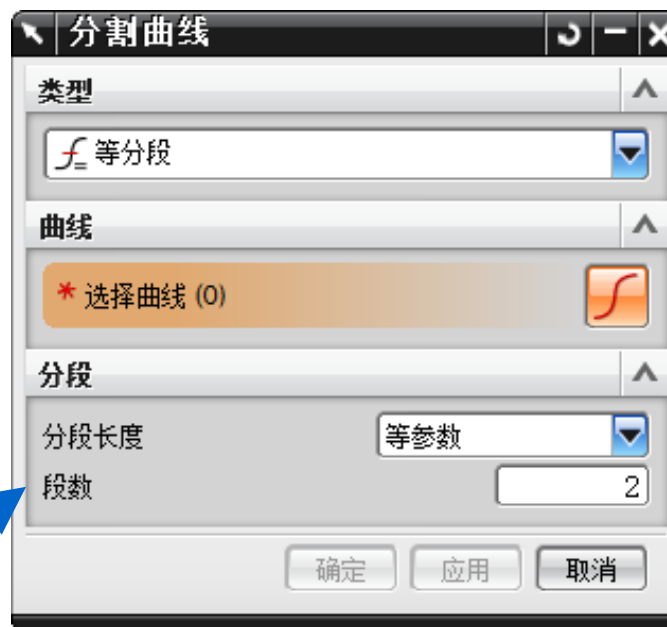 分割曲线
类型
等分段
曲线
* 选择曲线 (0)
分段
分段长度 等参数
段数 2
确定 应用 取消